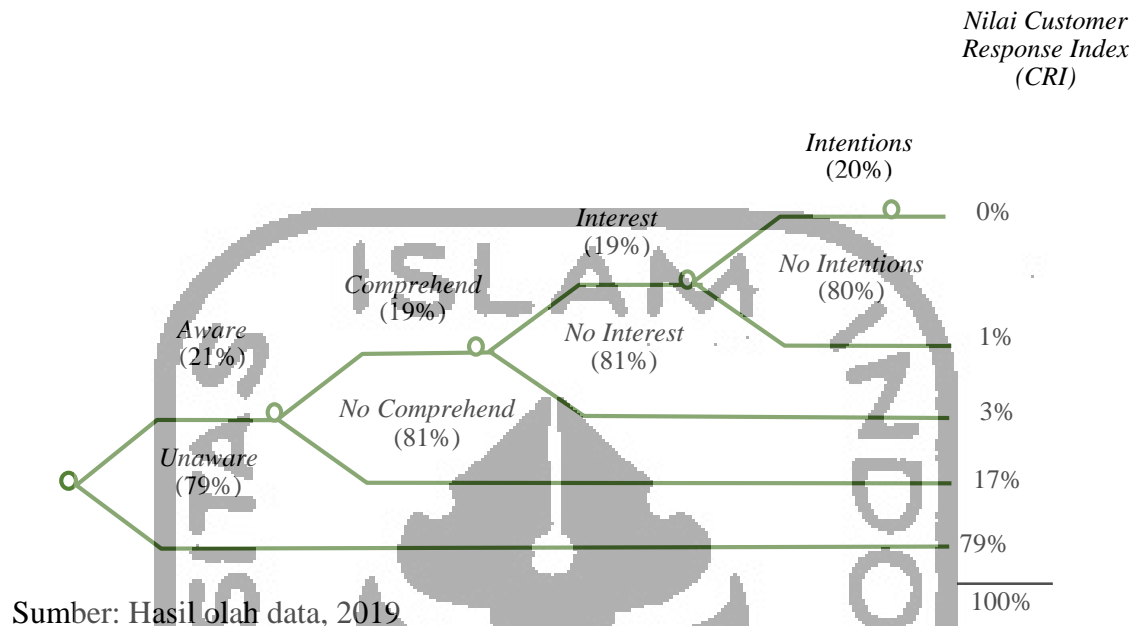 Nilai Customer
Response Index
(CRI)
Intentions
(20%)
0%
Interest
(19%)
ISLAM
No Intentions
(80%)
Comprehend
(19%)
1%
Aware
(21%)
No Interest
(81%)
3%
No Comprehend
(81%)
Unaware
(79%)
17%
79%
100%
Sumber: Hasil olah data, 2019